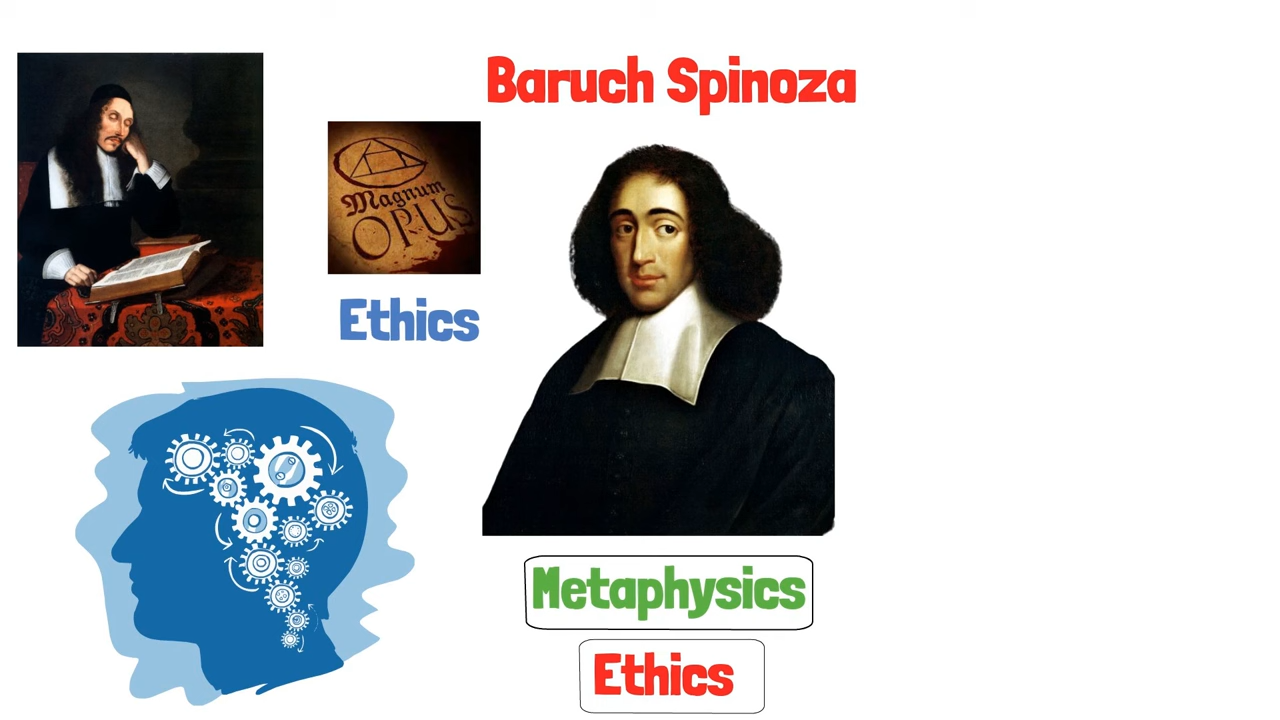 Baruch Spinoza
Magnum
OPUS
Ethics
Metaphysics
Ethics